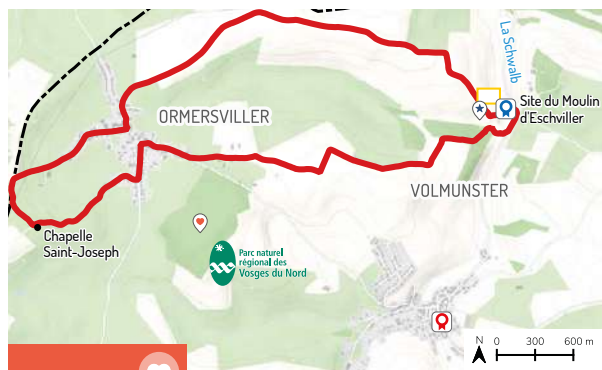 La Schwalb
Site du Moulin
d'Eschviller
ORMERSVILLER
VOLMUNSTER
Chapelle
Saint-Joseph
Parc naturel
régional des
Vosges du Nord
N 0 300 600 m